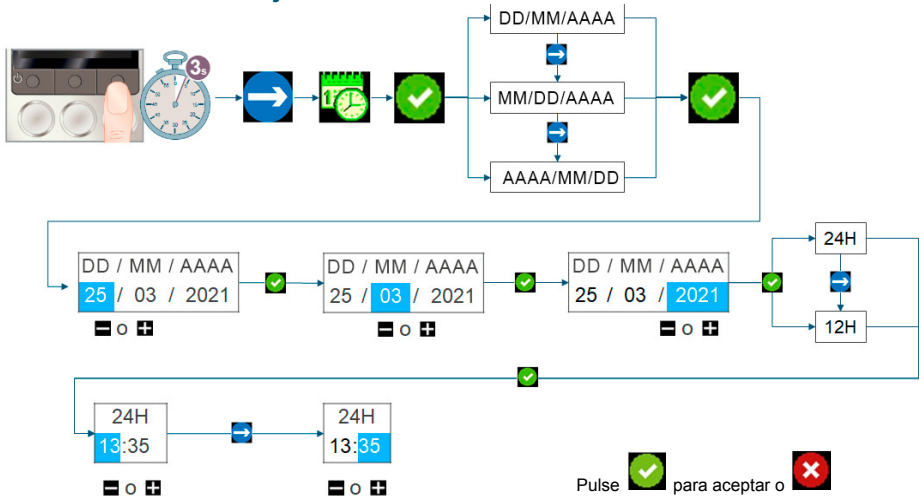 DD/MM/AAAA
3s
MM/DD/AAAA
AAAA/MM/DD
DD / MM / AAAA
25 / 03 / 2021
- o +
DD / MM / AAAA
25 / 03 / 2021
- o +
DD / MM / AAAA
25 / 03 / 2021
- o +
24H
12H
24H
13:35
- o +
24H
13:35
- o +
Pulse para aceptar o